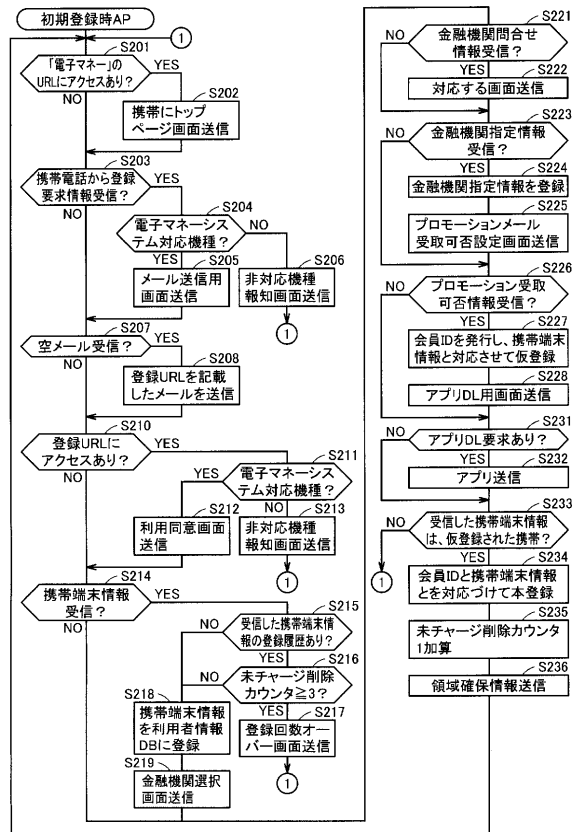 初期登録時AP
1
S201
「電子マネー」の
URLにアクセスあり？
YES
NO
S202
携帯にトップ
ページ画面送信
S203
携帯電話から登録
要求情報受信？
YES
NO
S204
電子マネーシス
テム対応機種？
NO
YES
S205
メール送信用
画面送信
S206
非対応機種
報知画面送信
1
S207
空メール受信？
YES
NO
S208
登録URLを記載
したメールを送信
S210
登録URLに
アクセスあり？
YES
NO
S211
電子マネーシス
テム対応機種？
YES
NO
S212
利用同意画面
送信
S213
非対応機種
報知画面送信
1
S214
携帯端末情報
受信？
YES
NO
S215
受信した携帯端末情
報の登録履歴あり？
NO
YES
S216
未チャージ削除
カウンタ≧3？
NO
YES
S217
登録回数オー
バー画面送信
1
S218
携帯端末情報
を利用者情報
DBに登録
S219
金融機関選択
画面送信
S221
金融機関問合せ
情報受信？
NO
YES
S222
対応する画面送信
S223
金融機関指定情報
受信？
NO
YES
S224
金融機関指定情報を登録
S225
プロモーションメール
受取可否設定画面送信
S226
プロモーション受取
可否情報受信？
NO
YES
S227
会員IDを発行し、携帯端末
情報と対応させて仮登録
S228
アプリDL用画面送信
S231
アプリDL要求あり？
NO
YES
S232
アプリ送信
S233
受信した携帯端末情報
は、仮登録された携帯？
NO
YES
1
S234
会員IDと携帯端末情報
とを対応づけて本登録
S235
未チャージ削除カウンタ
1加算
S236
領域確保情報送信